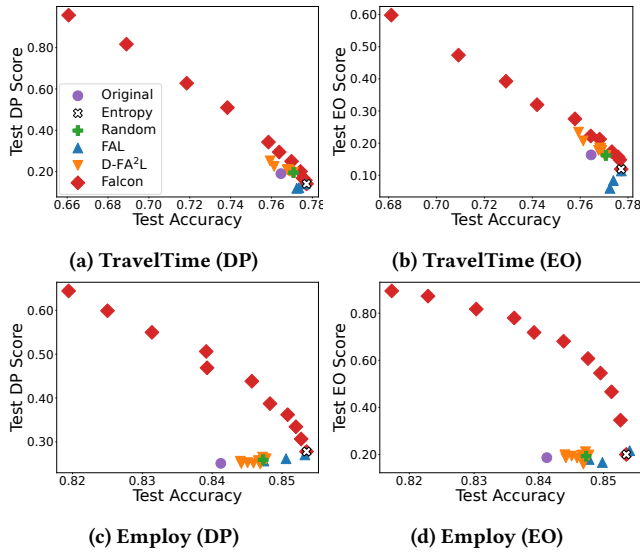 Test DP Score
0.80
0.60
0.40
0.20
Original
Entropy
Random
FAL
D-FA²L
Falcon
0.66 0.68 0.70 0.72 0.74 0.76 0.78
Test Accuracy
(a) TravelTime (DP)
Test EO Score
0.60
0.50
0.40
0.30
0.20
0.10
0.68 0.70 0.72 0.74 0.76 0.78
Test Accuracy
(b) TravelTime (EO)
Test DP Score
0.60
0.50
0.40
0.30
0.82 0.83 0.84 0.85
Test Accuracy
(c) Employ (DP)
Test EO Score
0.80
0.60
0.40
0.20
0.82 0.83 0.84 0.85
Test Accuracy
(d) Employ (EO)